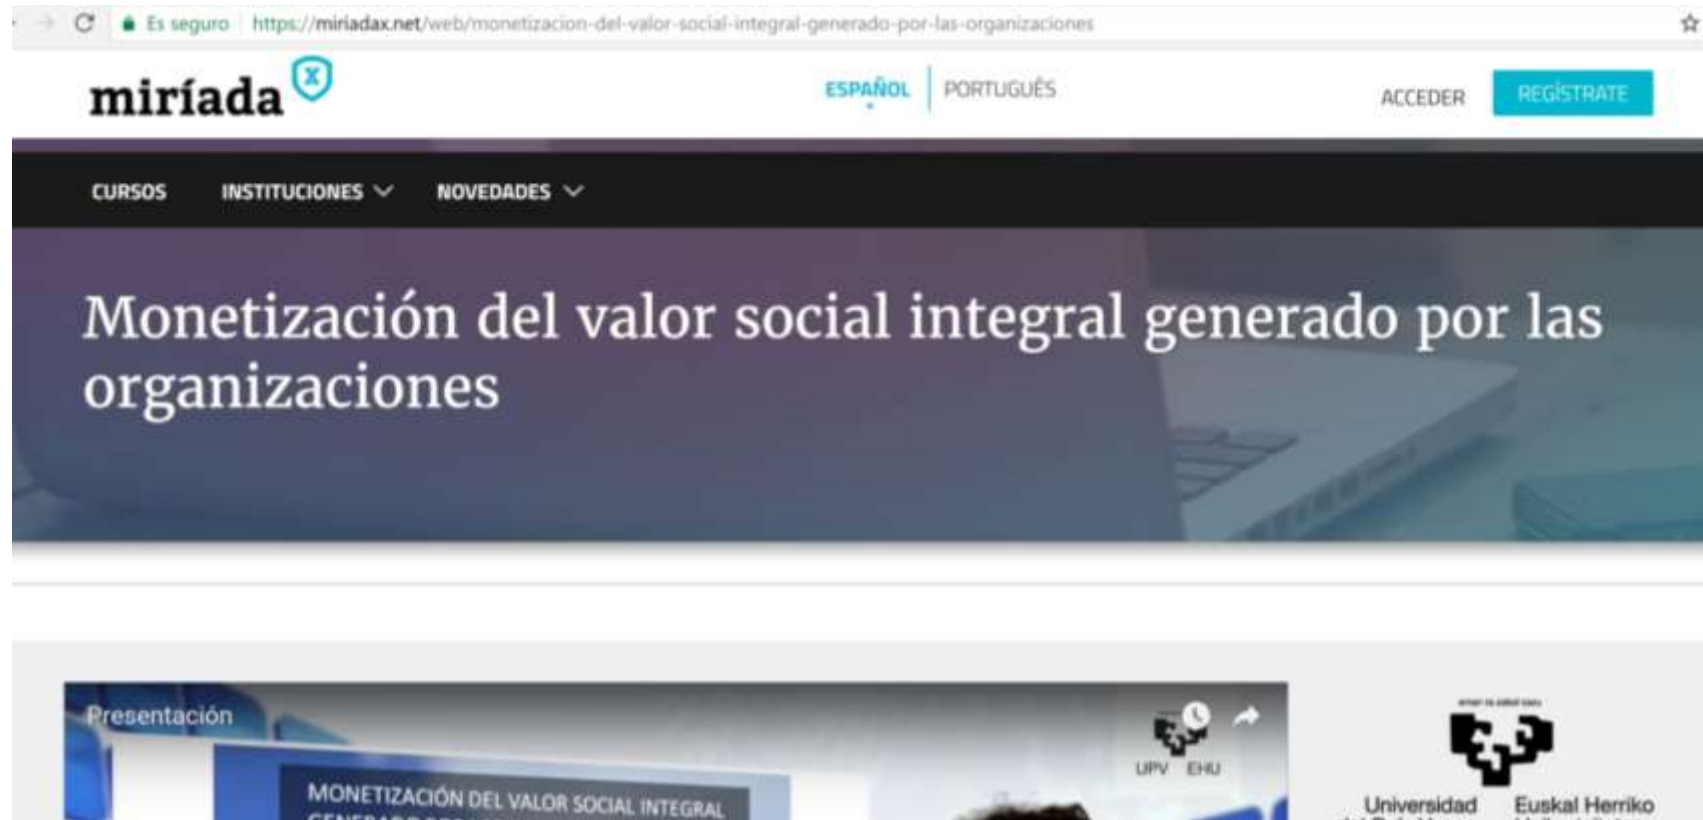 Es seguro https://miriadax.net/web/monetizacion-del-valor-social-integral-generado-por-las-organizaciones
miríada X
ESPAÑOL PORTUGUÊS
ACCEDER REGÍSTRATE
CURSOS INSTITUCIONES NOVEDADES
Monetización del valor social integral generado por las
organizaciones
Presentación
UPV EHU
MONETIZACIÓN DEL VALOR SOCIAL INTEGRAL
Universidad Euskal Herriko